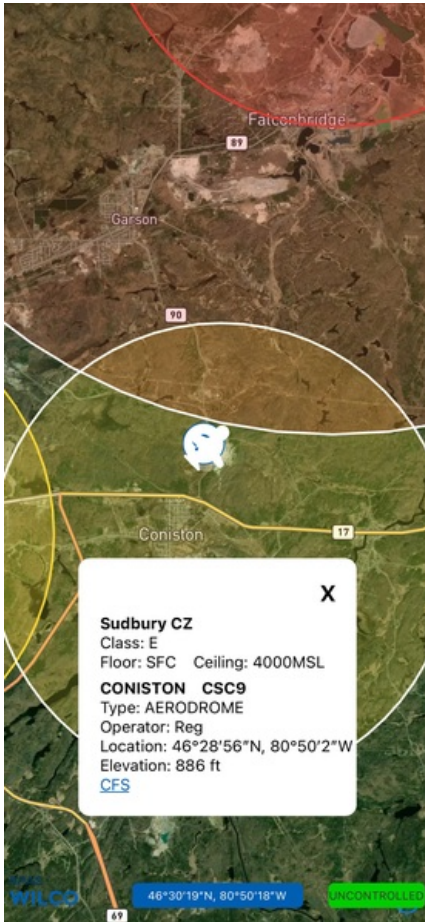 Falconbridge
89
Garson
90
17
Coniston
X
Sudbury CZ
Class: E
Floor: SFC Ceiling: 4000MSL
CONISTON CSC9
Type: AERODROME
Operator: Reg
Location: 46°28'56"N, 80°50'2"W
Elevation: 886 ft
CFS
WILCO
46°30'19"N, 80°50'18"W
UNCONTROLLED
69